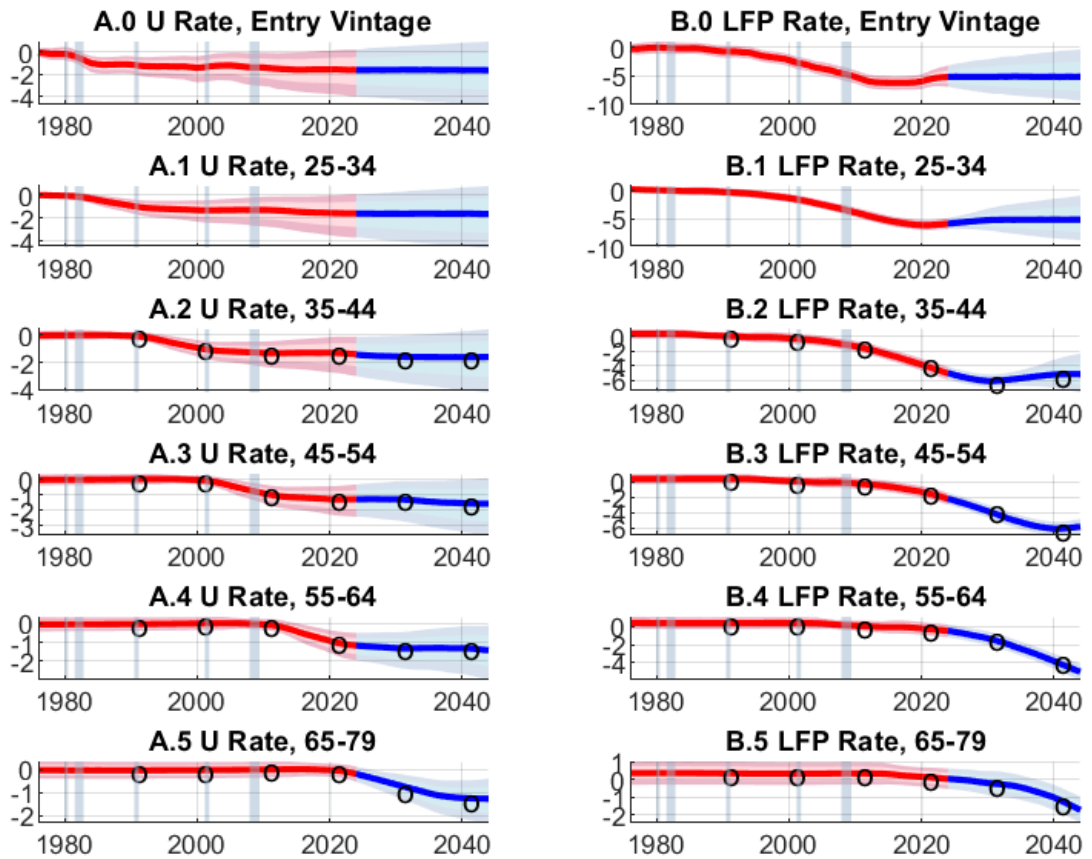 A.0 U Rate, Entry Vintage
0
-2
-4
1980 2000 2020 2040
B.0 LFP Rate, Entry Vintage
0
-5
-10
1980 2000 2020 2040
A.1 U Rate, 25-34
0
-2
-4
1980 2000 2020 2040
B.1 LFP Rate, 25-34
0
-5
-10
1980 2000 2020 2040
A.2 U Rate, 35-44
0
-2
-4
1980 2000 2020 2040
B.2 LFP Rate, 35-44
0
-2
-4
-6
1980 2000 2020 2040
A.3 U Rate, 45-54
0
-1
-2
-3
1980 2000 2020 2040
B.3 LFP Rate, 45-54
0
-2
-4
-6
1980 2000 2020 2040
A.4 U Rate, 55-64
0
-1
-2
1980 2000 2020 2040
B.4 LFP Rate, 55-64
0
-2
-4
1980 2000 2020 2040
A.5 U Rate, 65-79
0
-1
-2
1980 2000 2020 2040
B.5 LFP Rate, 65-79
1
0
-1
-2
1980 2000 2020 2040